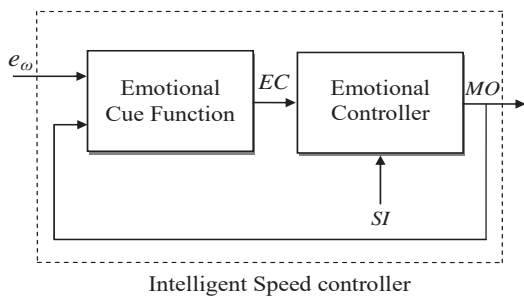 e_ω
Emotional
Cue Function
EC
Emotional
Controller
MO
SI
Intelligent Speed controller